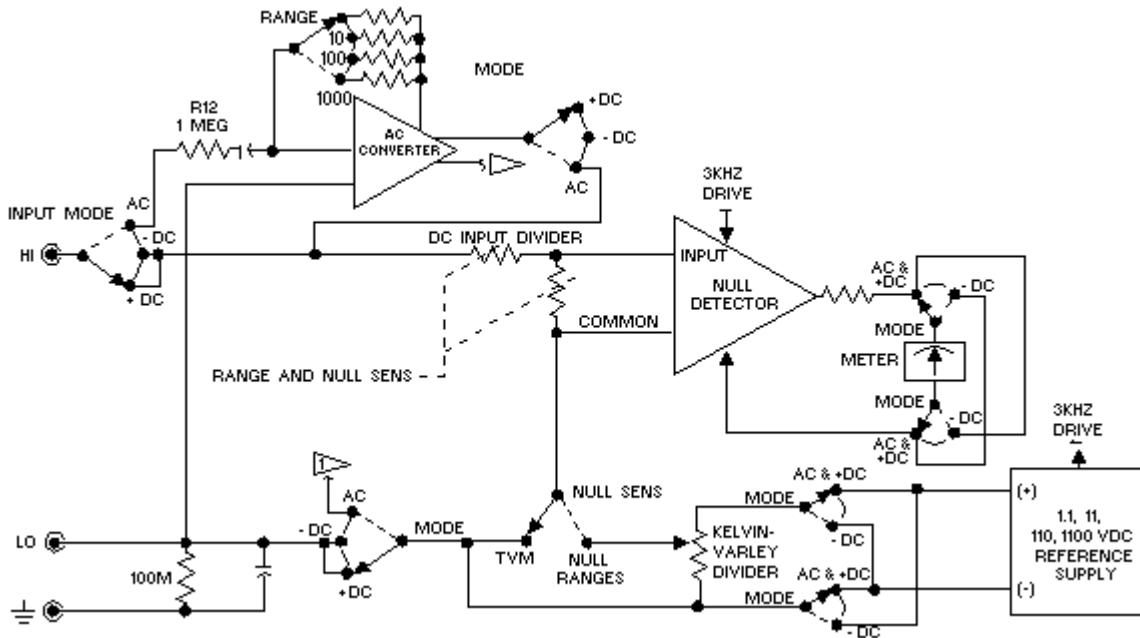 RANGE
10
100
1000
MODE
R12
1 MEG
AC
CONVERTER
+DC
- DC
AC
3KHZ
DRIVE
INPUT MODE
AC
- DC
+ DC
HI
DC INPUT DIVIDER
INPUT
NULL
DETECTOR
COMMON
AC &
+DC
- DC
MODE
METER
MODE
- DC
AC &
+DC
RANGE AND NULL SENS
3KHZ
DRIVE
1
AC
- DC
+DC
MODE
NULL SENS
TVM
NULL
RANGES
AC & +DC
MODE
- DC
KELVIN-
VARLEY
DIVIDER
AC & +DC
MODE
- DC
(+)
1.1, 11,
110, 1100 VDC
REFERENCE
SUPPLY
(-)
LO
100M